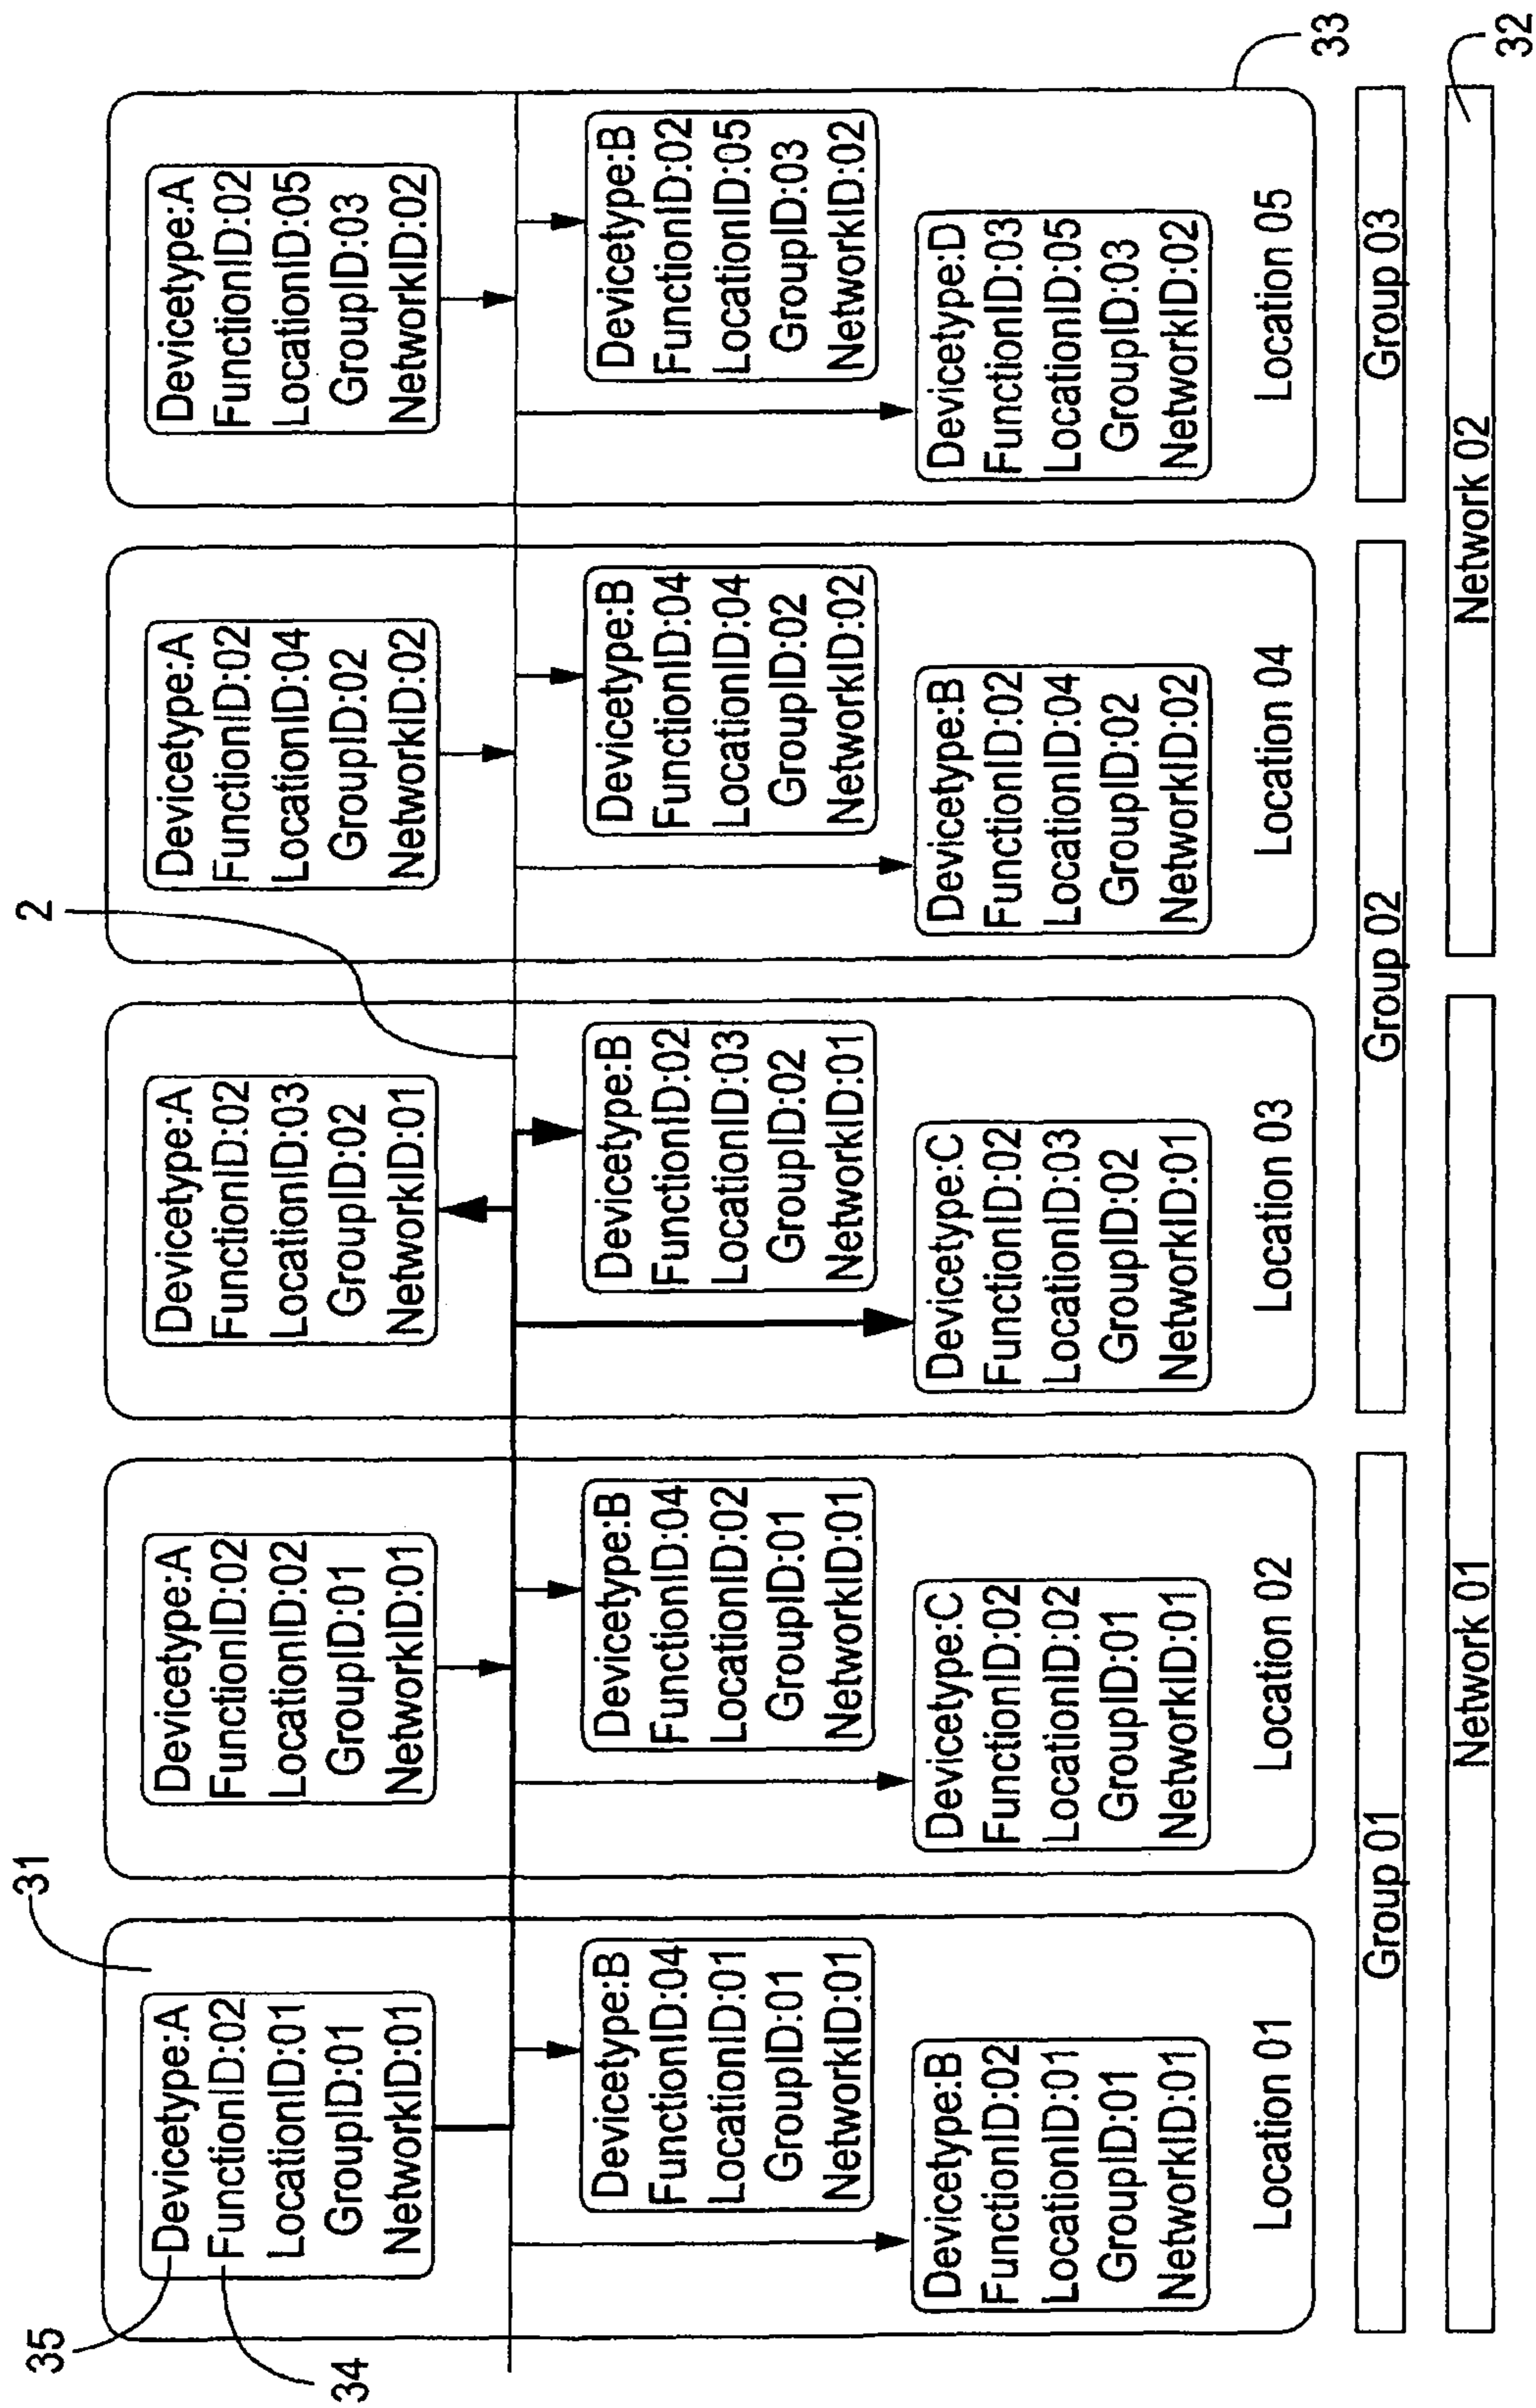 35
34
31
2
Devicetype:A
FunctionID:02
LocationID:01
GroupID:01
NetworkID:01
Devicetype:B
FunctionID:04
LocationID:01
GroupID:01
NetworkID:01
Devicetype:B
FunctionID:02
LocationID:01
GroupID:01
NetworkID:01
Location 01
Devicetype:A
FunctionID:02
LocationID:02
GroupID:01
NetworkID:01
Devicetype:B
FunctionID:04
LocationID:02
GroupID:01
NetworkID:01
Devicetype:C
FunctionID:02
LocationID:02
GroupID:01
NetworkID:01
Location 02
Devicetype:A
FunctionID:02
LocationID:03
GroupID:02
NetworkID:01
Devicetype:B
FunctionID:02
LocationID:03
GroupID:02
NetworkID:01
Devicetype:C
FunctionID:02
LocationID:03
GroupID:02
NetworkID:01
Location 03
Devicetype:A
FunctionID:02
LocationID:04
GroupID:02
NetworkID:02
Devicetype:B
FunctionID:04
LocationID:04
GroupID:02
NetworkID:02
Devicetype:B
FunctionID:02
LocationID:04
GroupID:02
NetworkID:02
Location 04
Devicetype:A
FunctionID:02
LocationID:05
GroupID:03
NetworkID:02
Devicetype:B
FunctionID:02
LocationID:05
GroupID:03
NetworkID:02
Devicetype:D
FunctionID:03
LocationID:05
GroupID:03
NetworkID:02
Location 05
33
Group 01
Group 02
Group 03
Network 01
Network 02
32